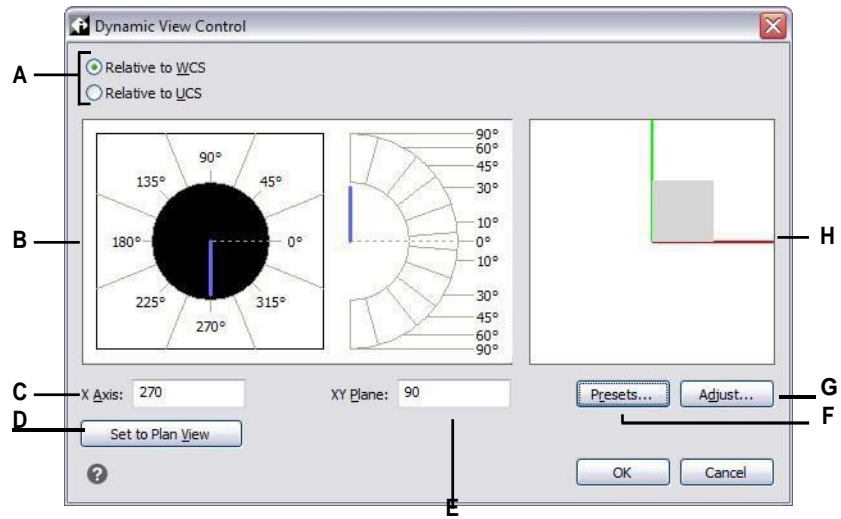 Dynamic View Control
A
Relative to WCS
Relative to UCS
90°
135°
45°
180°
0°
225°
315°
270°
90°
60°
45°
30°
10°
0°
10°
30°
45°
60°
90°
B
H
C
X Axis: 270
XY Plane: 90
Presets...
Adjust...
G
F
D
Set to Plan View
?
OK
Cancel
E